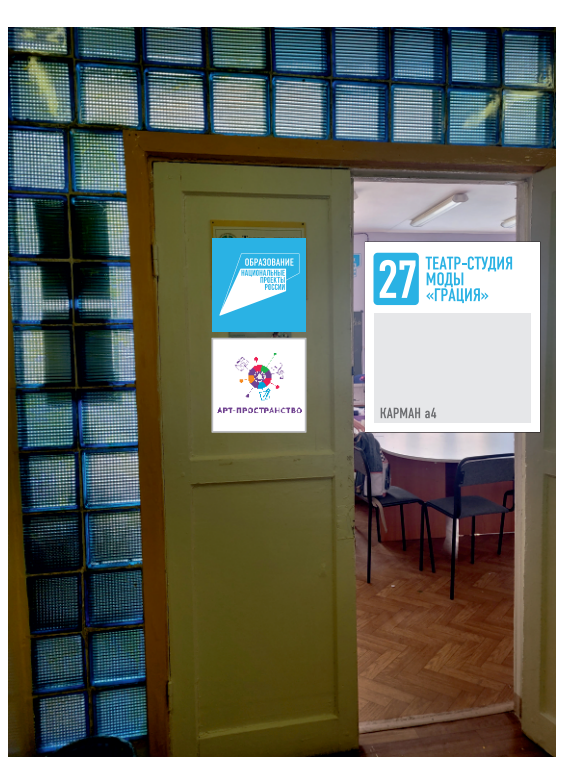 ОБРАЗОВАНИЕ
НАЦИОНАЛЬНЫЕ
ПРОЕКТЫ
РОССИИ
АРТ-ПРОСТРАНСТВО
27
ТЕАТР-СТУДИЯ
МОДЫ
«ГРАЦИЯ»
КАРМАН а4